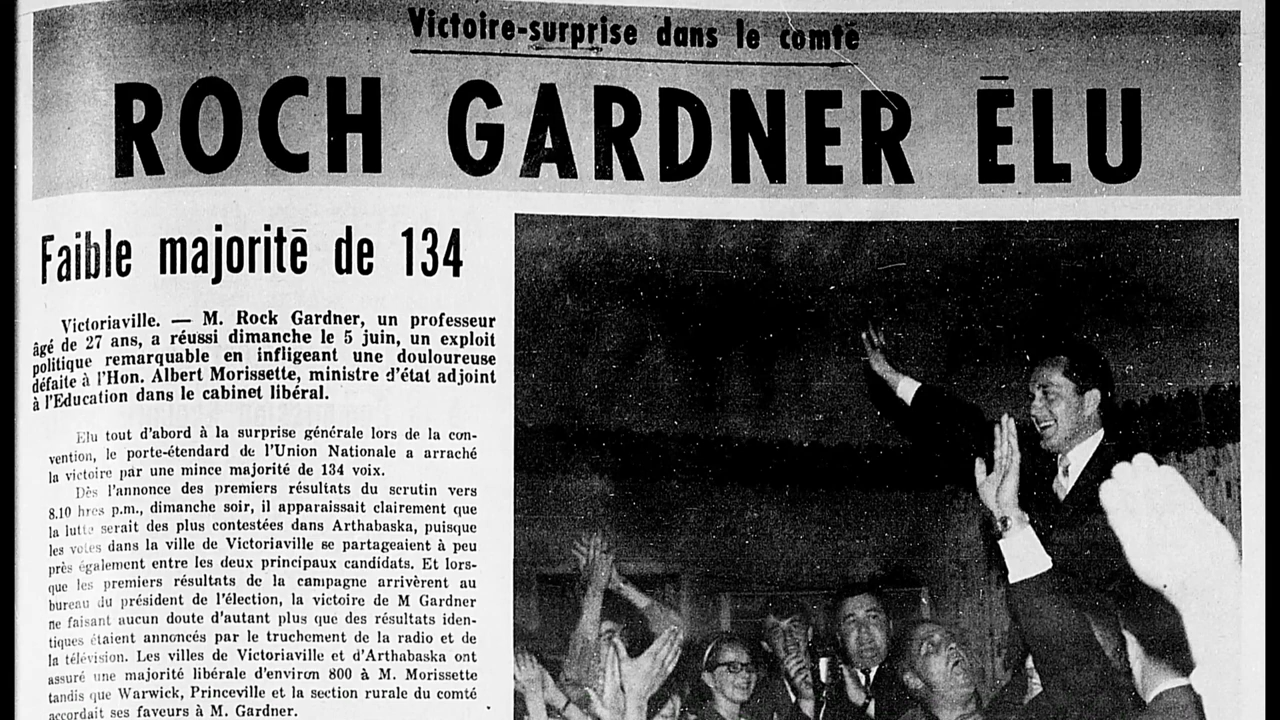 Victoire-surprise dans le comté
ROCH GARDNER ÉLU
Faible majorité de 134
Victoriaville. — M. Rock Gardner, un professeur
âgé de 27 ans, a réussi dimanche le 5 juin, un exploit
politique remarquable en infligeant une douloureuse
défaite à l'Hon. Albert Morissette, ministre d'état adjoint
à l'Education dans le cabinet libéral.
Elu tout d'abord à la surprise générale lors de la con-
vention, le porte-étendard de l'Union Nationale a arraché
la victoire par une mince majorité de 134 voix.
Dès l'annonce des premiers résultats du scrutin vers
8.10 hres p.m., dimanche soir, il apparaissait clairement que
la lutte serait des plus contestées dans Arthabaska, puisque
les votes dans la ville de Victoriaville se partageaient à peu
près également entre les deux principaux candidats. Et lors-
que les premiers résultats de la campagne arrivèrent au
bureau du président de l'élection, la victoire de M Gardner
ne faisant aucun doute d'autant plus que des résultats iden-
tiques étaient annoncés par le truchement de la radio et de
la télévision. Les villes de Victoriaville et d'Arthabaska ont
assuré une majorité libérale d'environ 800 à M. Morissette
tandis que Warwick, Princeville et la section rurale du comté
accordait ses faveurs à M. Gardner.